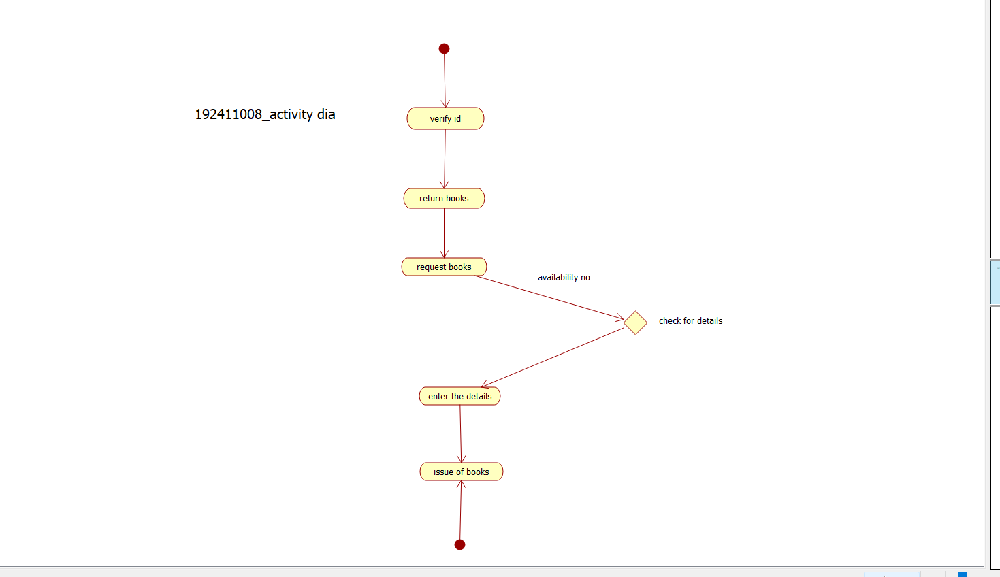 192411008_activity dia
verify id
return books
request books
availability no
check for details
enter the details
issue of books